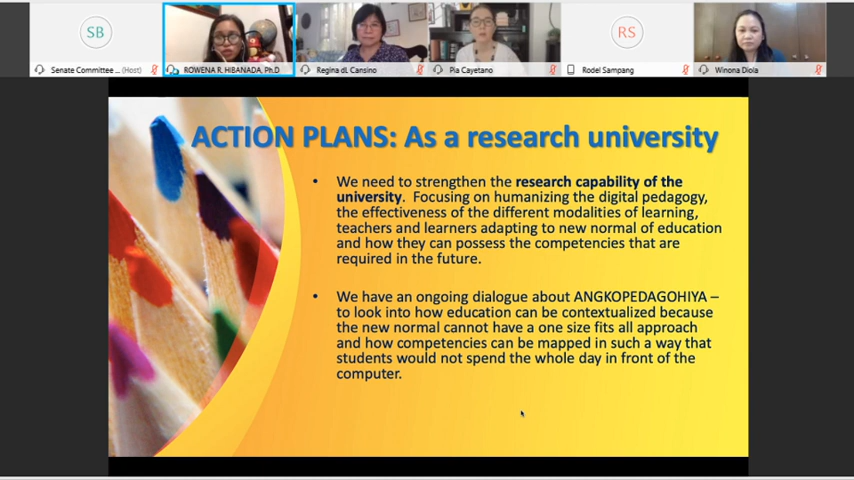 SB
RS
Senate Committee ... (Host)
ROWENA R. HIBANADA, Ph.D
Regina dL Cansino
Pia Cayetano
Rodel Sampang
Winona Diola
ACTION PLANS: As a research university
• We need to strengthen the research capability of the
university. Focusing on humanizing the digital pedagogy,
the effectiveness of the different modalities of learning,
teachers and learners adapting to new normal of education
and how they can possess the competencies that are
required in the future.
• We have an ongoing dialogue about ANGKOPEDAGOHIYA –
to look into how education can be contextualized because
the new normal cannot have a one size fits all approach
and how competencies can be mapped in such a way that
students would not spend the whole day in front of the
computer.